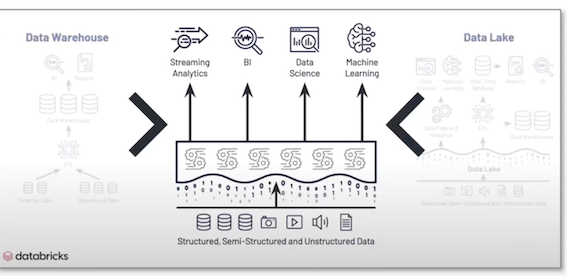 Data Warehouse
Data Lake
Streaming
Analytics
BI
Data
Science
Machine
Learning
BI
Reporting
Data Warehouses
ETL
External Data
Operational Data
Data
Science
Machine
Learning
Real-Time
Database
Reports
BI
Data Prep and
Validation
ETL
Data Warehouses
Data Lake
Structured, Semi-Structured and Unstructured Data
Structured, Semi-Structured and Unstructured Data
databricks